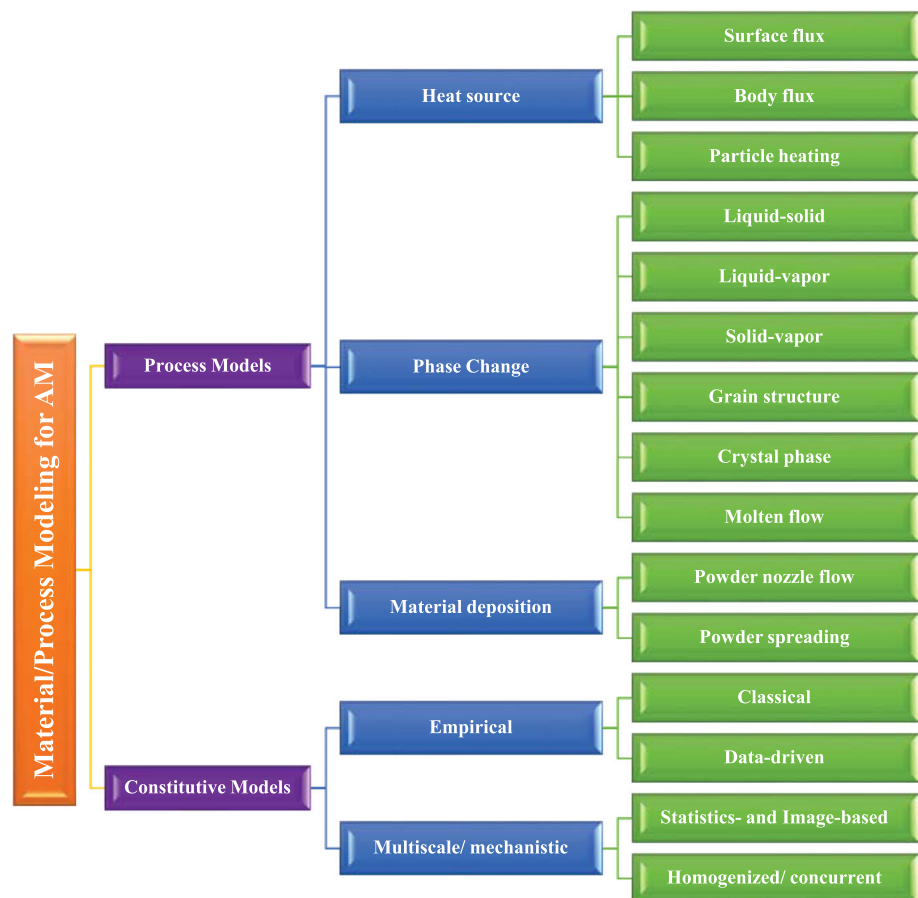 Material/Process Modeling for AM
Process Models
Heat source
Surface flux
Body flux
Particle heating
Phase Change
Liquid-solid
Liquid-vapor
Solid-vapor
Grain structure
Crystal phase
Molten flow
Material deposition
Powder nozzle flow
Powder spreading
Constitutive Models
Empirical
Classical
Data-driven
Multiscale/ mechanistic
Statistics- and Image-based
Homogenized/ concurrent